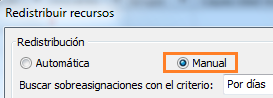 Redistribuir recursos
Redistribución
Automática Manual
Buscar sobreasignaciones con el criterio: Por días